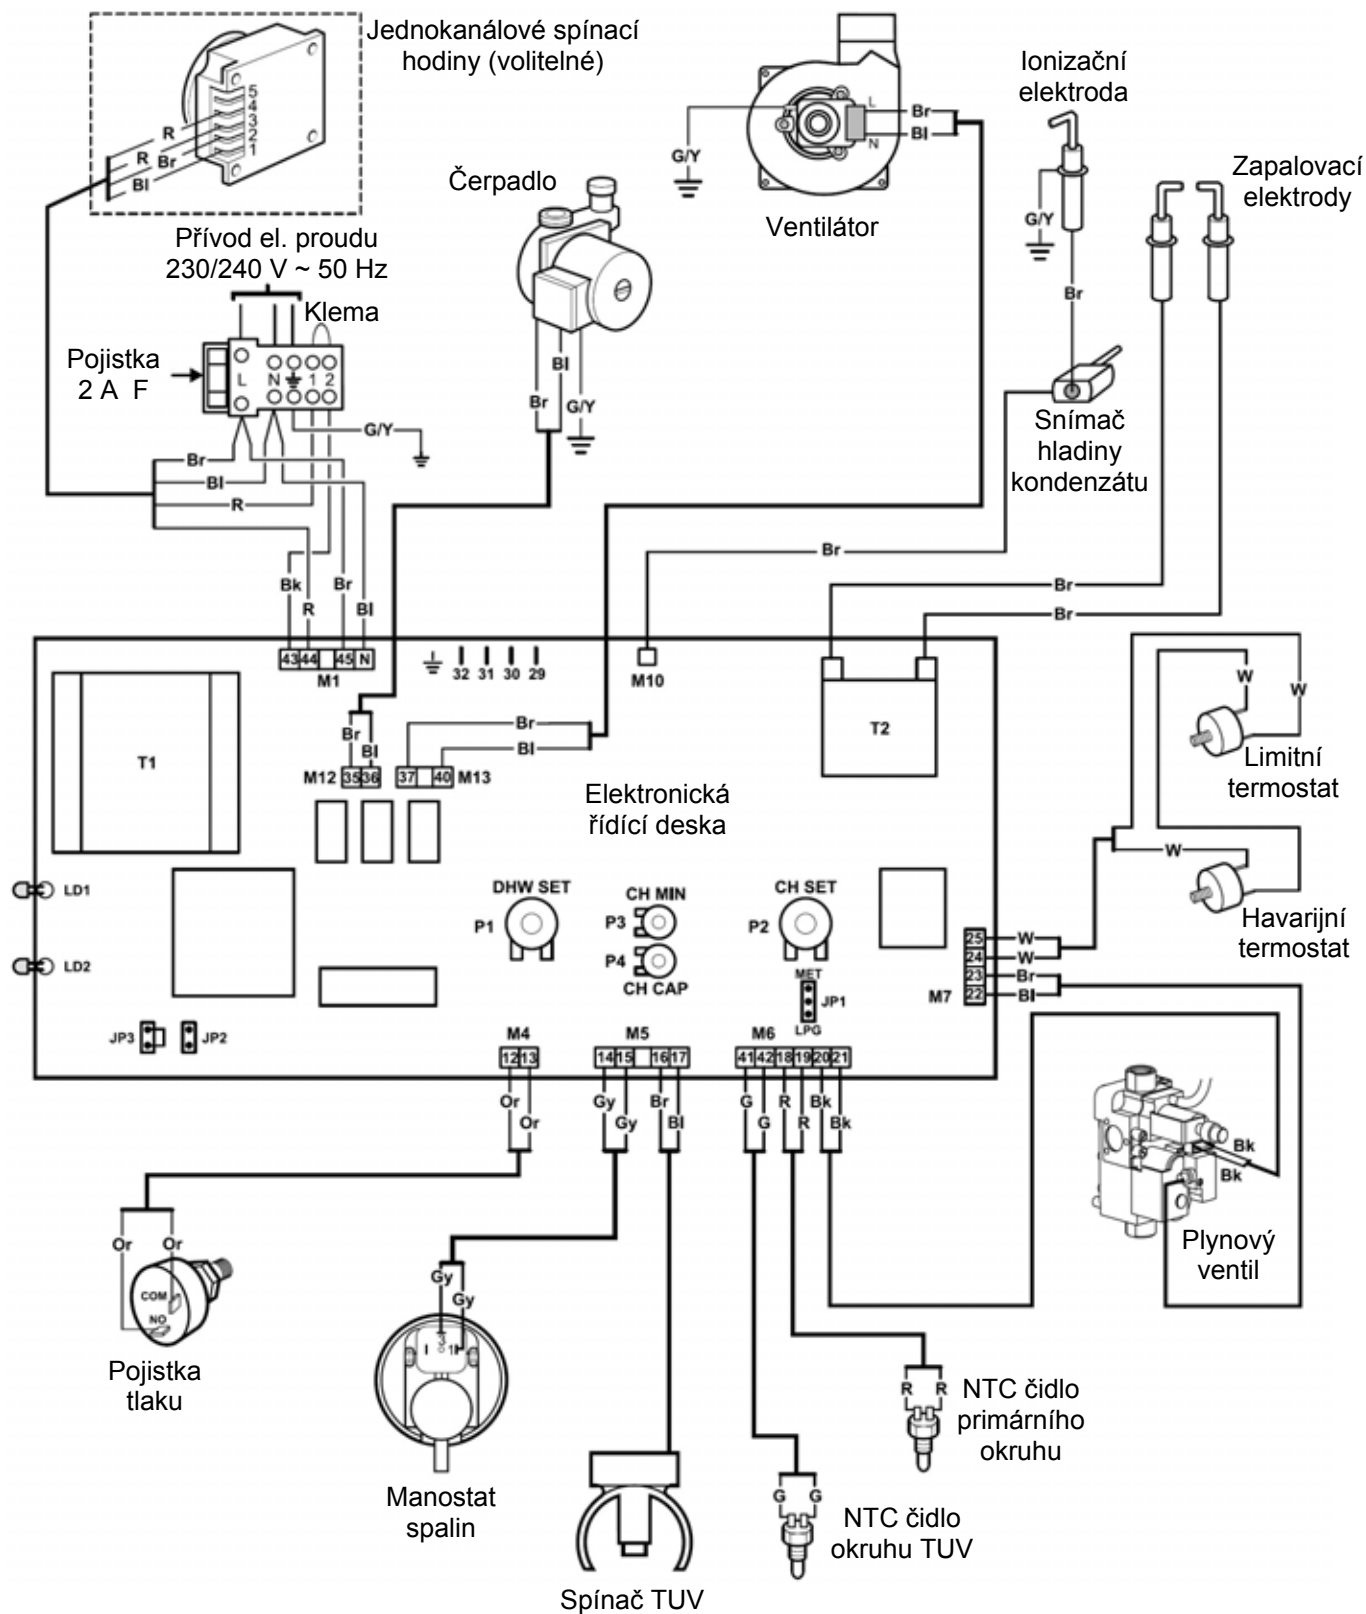 Jednokanálové spínací
hodiny (volitelné)
5
4
3
2
1
R
R
Br
Bl
Přívod el. proudu
230/240 V ~ 50 Hz
Klema
Pojistka
2 A F
L
N
1
2
G/Y
Br
Bl
R
Bk
R
Br
Bl
Čerpadlo
Bl
Br
G/Y
G/Y
L
N
Br
Bl
Ventilátor
Ionizační
elektroda
G/Y
Br
Zapalovací
elektrody
Snímač
hladiny
kondenzátu
Br
Br
Br
43
44
45
N
M1
32
31
30
29
M10
T1
T2
Br
Bl
M12
35
36
37
40
M13
Br
Bl
Elektronická
řídící deska
W
W
Limitní
termostat
W
Havarijní
termostat
LD1
LD2
DHW SET
P1
CH MIN
P3
P4
CH CAP
CH SET
P2
MET
JP1
LPG
25
24
23
22
M7
W
W
Br
Bl
JP3
JP2
M4
12
13
M5
14
15
16
17
M6
41
42
18
19
20
21
Or
Or
Gy
Gy
Br
Bl
G
G
R
R
Bk
Bk
Bk
Bk
Plynový
ventil
Or
Or
COM
NO
Pojistka
tlaku
Gy
Gy
3
1
Manostat
spalin
Spínač TUV
G
G
NTC čidlo
okruhu TUV
R
R
NTC čidlo
primárního
okruhu